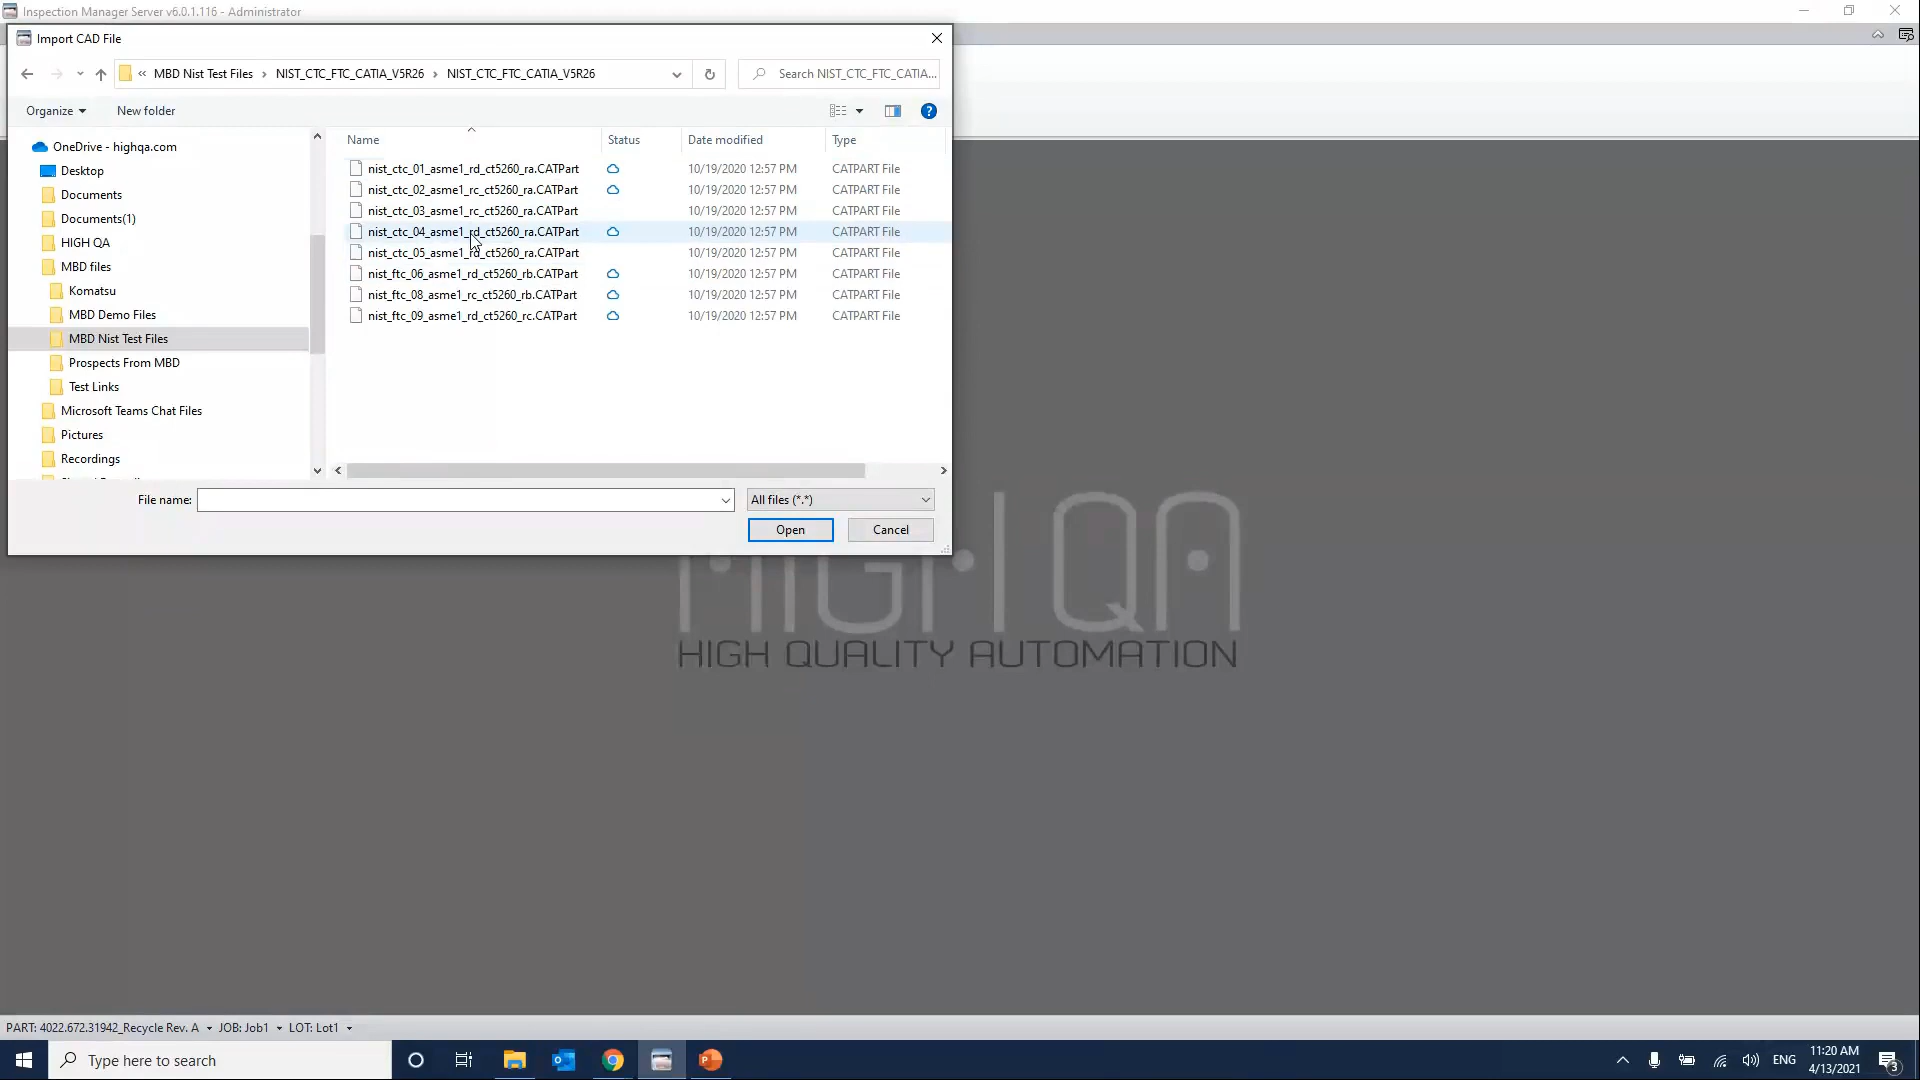 Inspection Manager Server v6.0.1.116 - Administrator
Import CAD File
« MBD Nist Test Files > NIST_CTC_FTC_CATIA_V5R26 > NIST_CTC_FTC_CATIA_V5R26
Search NIST_CTC_FTC_CATIA...
Organize New folder
Name Status Date modified Type
OneDrive - highqa.com
Desktop
Documents
Documents(1)
HIGH QA
MBD files
Komatsu
MBD Demo Files
MBD Nist Test Files
Prospects From MBD
Test Links
Microsoft Teams Chat Files
Pictures
Recordings
nist_ctc_01_asme1_rd_ct5260_ra.CATPart 10/19/2020 12:57 PM CATPART File
nist_ctc_02_asme1_rc_ct5260_ra.CATPart 10/19/2020 12:57 PM CATPART File
nist_ctc_03_asme1_rc_ct5260_ra.CATPart 10/19/2020 12:57 PM CATPART File
nist_ctc_04_asme1_rd_ct5260_ra.CATPart 10/19/2020 12:57 PM CATPART File
nist_ctc_05_asme1_rd_ct5260_ra.CATPart 10/19/2020 12:57 PM CATPART File
nist_ftc_06_asme1_rd_ct5260_rb.CATPart 10/19/2020 12:57 PM CATPART File
nist_ftc_08_asme1_rc_ct5260_rb.CATPart 10/19/2020 12:57 PM CATPART File
nist_ftc_09_asme1_rd_ct5260_rc.CATPart 10/19/2020 12:57 PM CATPART File
File name: All files (*.*)
Open Cancel
HIGH QA
HIGH QUALITY AUTOMATION
PART: 4022.672.31942_Recycle Rev. A JOB: Job1 LOT: Lot1
Type here to search
ENG
11:20 AM
4/13/2021
3